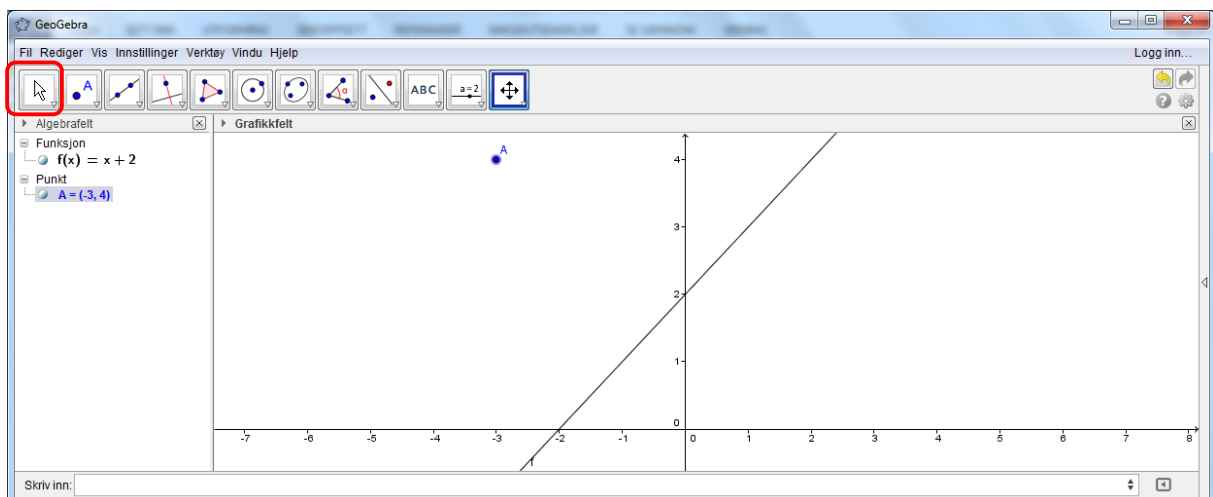 GeoGebra
Fil Rediger Vis Innstillinger Verktøy Vindu Hjelp
Logg inn...
A
α
ABC
a=2
Algebrafelt
Grafikkfelt
Funksjon
f(x) = x + 2
Punkt
A = (-3, 4)
A
4
3
2
1
0
-7 -6 -5 -4 -3 -2 -1 0 1 2 3 4 5 6 7 8
f
Skriv inn: